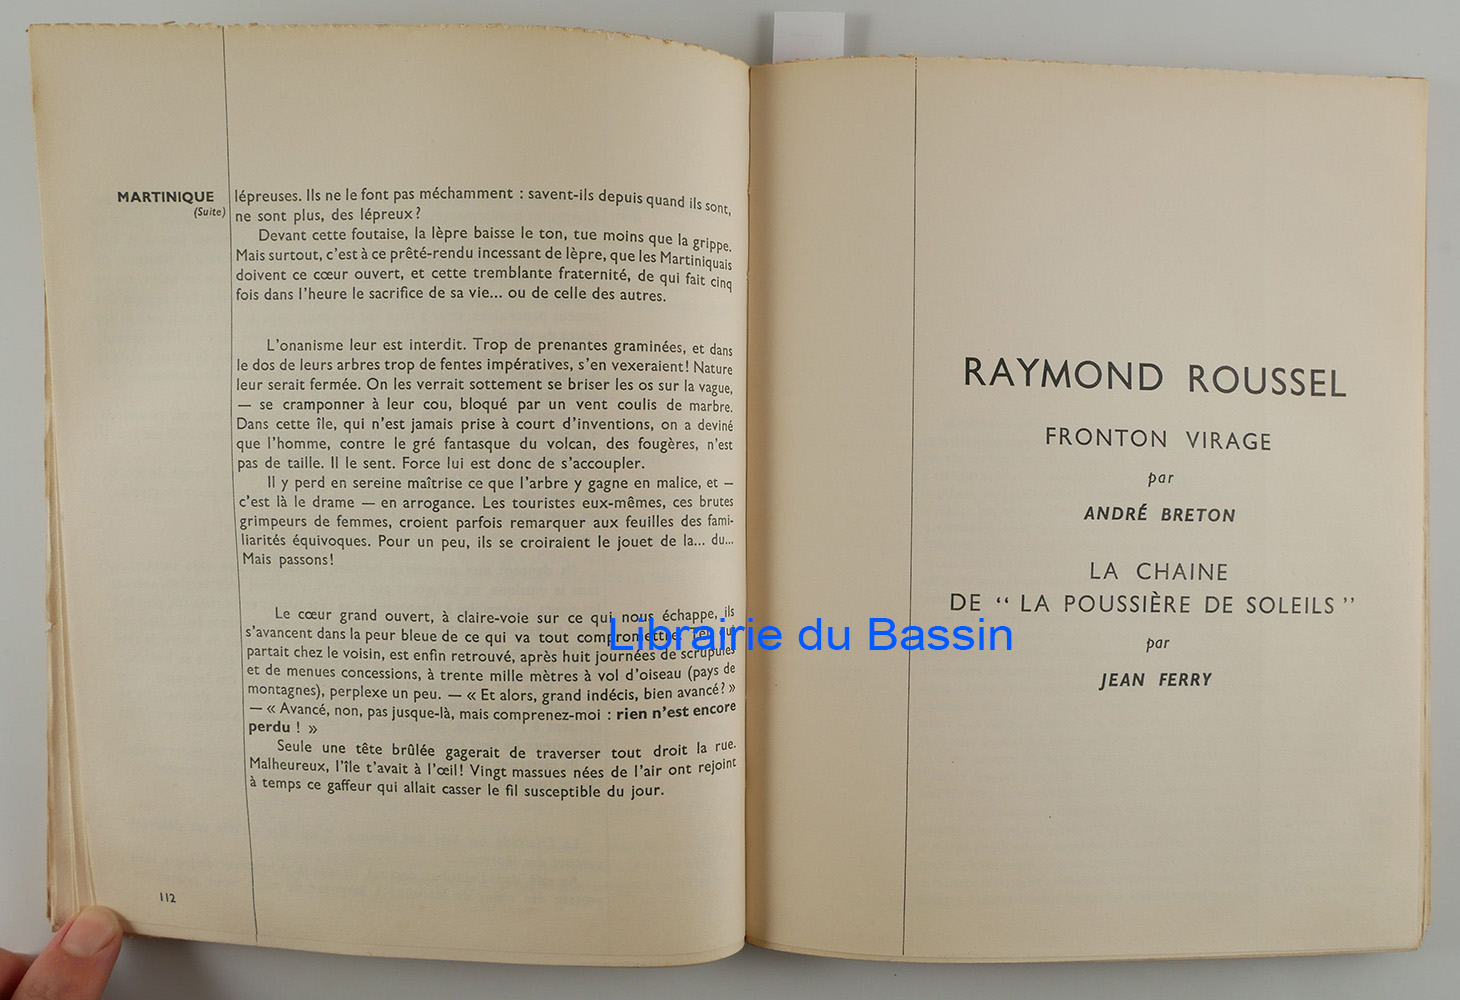 MARTINIQUE
(Suite)
lépreuses. Ils ne le font pas méchamment : savent-ils depuis quand ils sont,
ne sont plus, des lépreux ?
Devant cette foutaise, la lèpre baisse le ton, tue moins que la grippe.
Mais surtout, c'est à ce prêté-rendu incessant de lèpre, que les Martiniquais
doivent ce cœur ouvert, et cette tremblante fraternité, de qui fait cinq
fois dans l'heure le sacrifice de sa vie... ou de celle des autres.
L'onanisme leur est interdit. Trop de prenantes graminées, et dans
le dos de leurs arbres trop de fentes impératives, s'en vexeraient! Nature
leur serait fermée. On les verrait sottement se briser les os sur la vague,
— se cramponner à leur cou, bloqué par un vent coulis de marbre.
Dans cette île, qui n'est jamais prise à court d'inventions, on a deviné
que l'homme, contre le gré fantasque du volcan, des fougères, n'est
pas de taille. Il le sent. Force lui est donc de s'accoupler.
Il y perd en sereine maîtrise ce que l'arbre y gagne en malice, et —
c'est là le drame — en arrogance. Les touristes eux-mêmes, ces brutes
grimpeurs de femmes, croient parfois remarquer aux feuilles des fami-
liarités équivoques. Pour un peu, ils se croiraient le jouet de la... du...
Mais passons!
Le cœur grand ouvert, à claire-voie sur ce qui nous échappe, ils
s'avancent dans la peur bleue de ce qui va tout compromettre. Tel qui
partait chez le voisin, est enfin retrouvé, après huit journées de scrupules
et de menues concessions, à trente mille mètres à vol d'oiseau (pays de
montagnes), perplexe un peu. — « Et alors, grand indécis, bien avancé? »
— « Avancé, non, pas jusque-là, mais comprenez-moi : rien n'est encore
perdu ! »
Seule une tête brûlée gagerait de traverser tout droit la rue.
Malheureux, l'île t'avait à l'œil! Vingt massues nées de l'air ont rejoint
à temps ce gaffeur qui allait casser le fil susceptible du jour.
112
RAYMOND ROUSSEL
FRONTON VIRAGE
par
ANDRÉ BRETON
LA CHAINE
DE “ LA POUSSIÈRE DE SOLEILS ”
par
JEAN FERRY
Librairie du Bassin